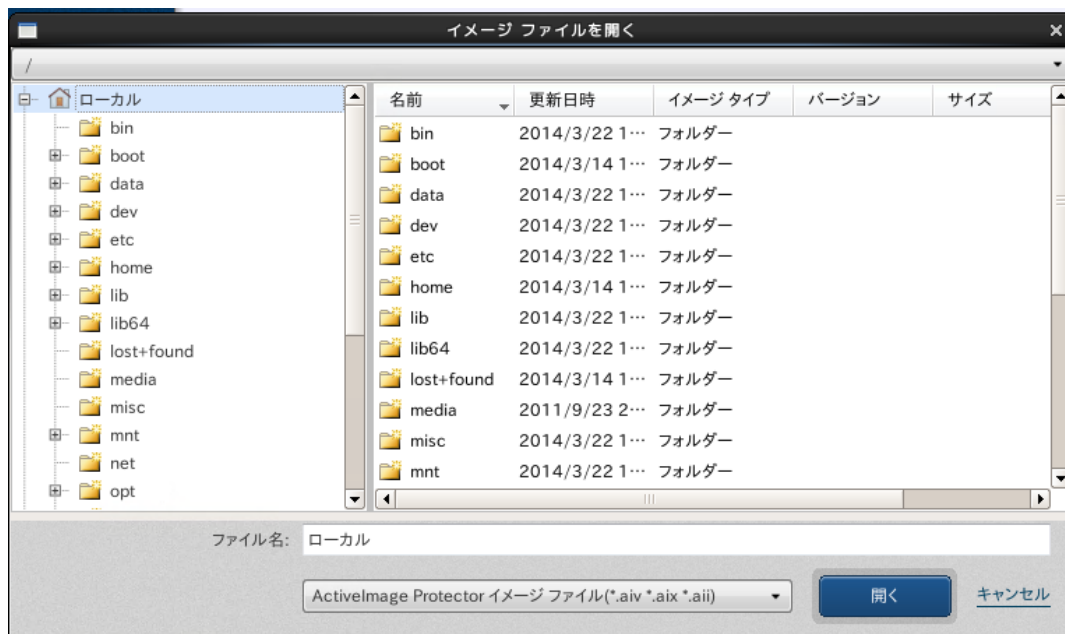 イメージ ファイルを開く
/
ローカル
bin
boot
data
dev
etc
home
lib
lib64
lost+found
media
misc
mnt
net
opt
名前 更新日時 イメージ タイプ バージョン サイズ
bin 2014/3/22 1… フォルダー
boot 2014/3/14 1… フォルダー
data 2014/3/22 1… フォルダー
dev 2014/3/22 1… フォルダー
etc 2014/3/22 1… フォルダー
home 2014/3/14 1… フォルダー
lib 2014/3/22 1… フォルダー
lib64 2014/3/22 1… フォルダー
lost+found 2014/3/14 1… フォルダー
media 2011/9/23 2… フォルダー
misc 2014/3/22 1… フォルダー
mnt 2014/3/22 1… フォルダー
ファイル名: ローカル
ActiveImage Protector イメージ ファイル(*.aiv *.aix *.aii) 開く キャンセル